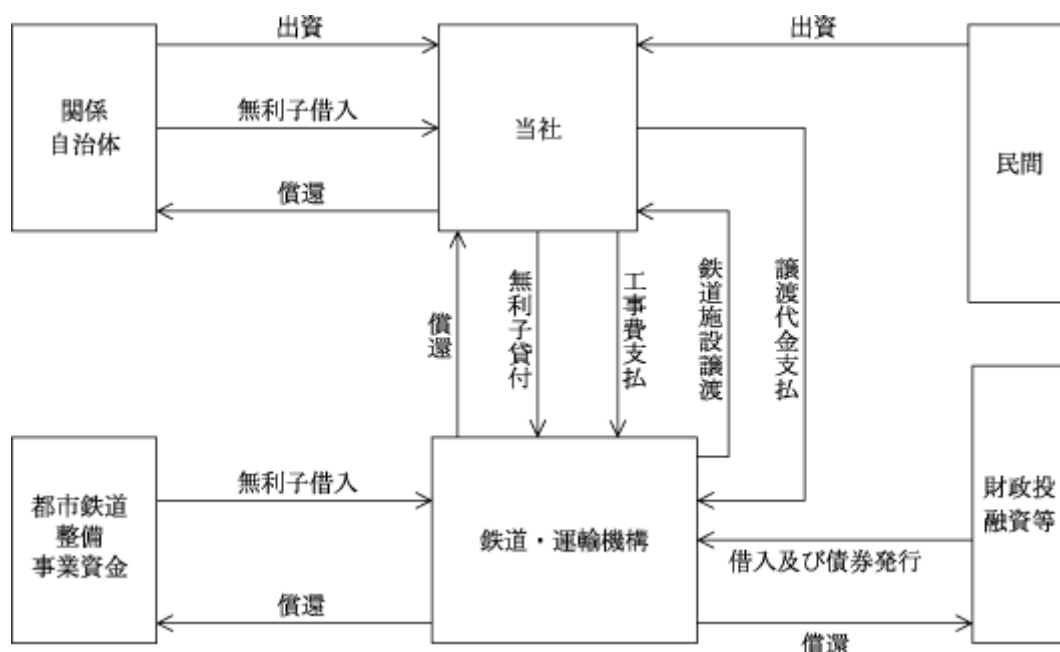 出資
出資
関係
自治体
無利子借入
当社
民間
償還
償還
無利子貸付
工事費支払
鉄道施設譲渡
譲渡代金支払
都市鉄道
整備
事業資金
無利子借入
鉄道・運輸機構
財政投
融資等
借入及び債券発行
償還
償還